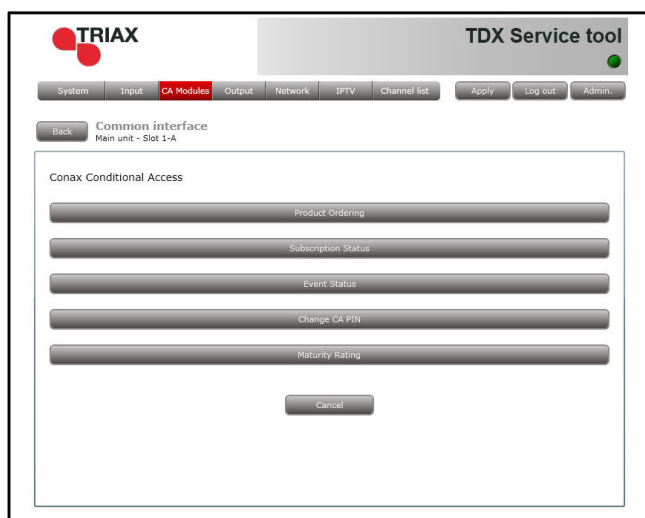 TRIAX
TDX Service tool
System Input CA Modules Output Network IPTV Channel list Apply Log out Admin.
Back Common interface
Main unit - Slot 1-A
Conax Conditional Access
Product Ordering
Subscription Status
Event Status
Change CA PIN
Maturity Rating
Cancel